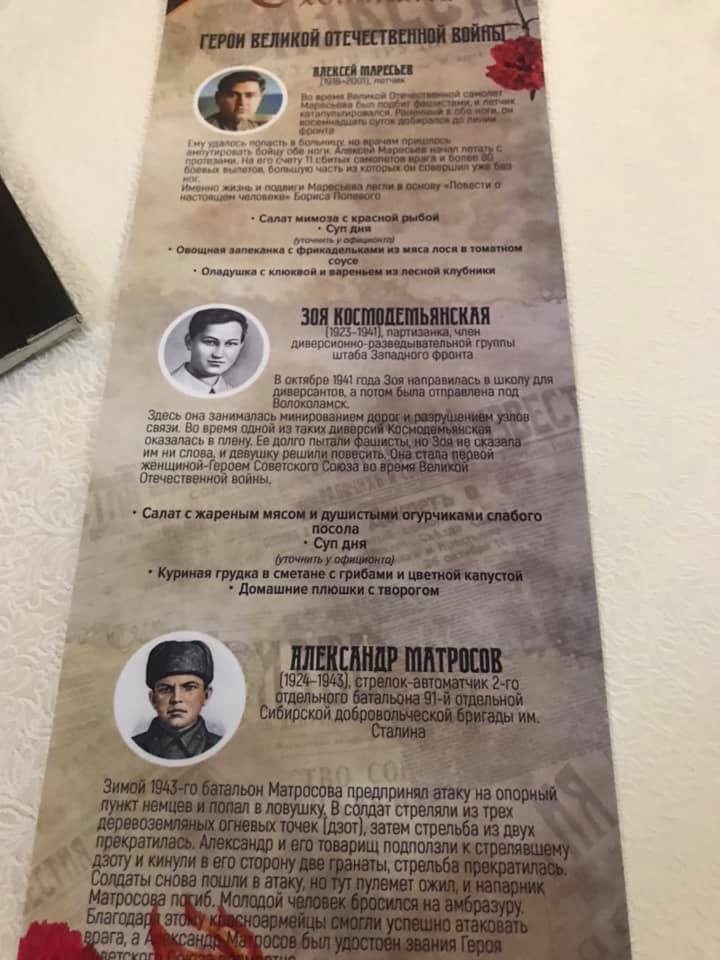 ГЕРОИ ВЕЛИКОЙ ОТЕЧЕСТВЕННОЙ ВОЙНЫ
АЛЕКСЕЙ МАРЕСЬЕВ
(1916-2001), летчик
Во время Великой Отечественной самолет
Маресьева был подбит фашистами, и летчик
катапультировался. Раненный в обе ноги, он
восемнадцать суток добирался до линии
фронта
Ему удалось попасть в больницу, но врачам пришлось
ампутировать бойцу обе ноги. Алексей Маресьев начал летать с
протезами. На его счету 11 сбитых самолетов врага и более 80
боевых вылетов, большую часть из которых он совершил уже без
ног.
Именно жизнь и подвиги Маресьева легли в основу «Повести о
настоящем человеке» Бориса Полевого
• Салат мимоза с красной рыбой
• Суп дня
(уточнить у официанта)
• Овощная запеканка с фрикадельками из мяса лося в томатном
соусе
• Оладушка с клюквой и вареньем из лесной клубники
ЗОЯ КОСМОДЕМЬЯНСКАЯ
(1923-1941), партизанка, член
диверсионно-разведывательной группы
штаба Западного фронта
В октябре 1941 года Зоя направилась в школу для
диверсантов, а потом была отправлена под
Волоколамск.
Здесь она занималась минированием дорог и разрушением узлов
связи. Во время одной из таких диверсий Космодемьянская
оказалась в плену. Ее долго пытали фашисты, но Зоя не сказала
им ни слова, и девушку решили повесить. Она стала первой
женщиной-Героем Советского Союза во время Великой
Отечественной войны.
• Салат с жареным мясом и душистыми огурчиками слабого
посола
• Суп дня
(уточнить у официанта)
• Куриная грудка в сметане с грибами и цветной капустой
• Домашние плюшки с творогом
АЛЕКСАНДР МАТРОСОВ
(1924-1943), стрелок-автоматчик 2-го
отдельного батальона 91-й отдельной
Сибирской добровольческой бригады им.
Сталина
Зимой 1943-го батальон Матросова предпринял атаку на опорный
пункт немцев и попал в ловушку. В солдат стреляли из трех
деревоземляных огневых точек (дзот), затем стрельба из двух
прекратилась. Александр и его товарищ подползли к стрелявшему
дзоту и кинули в его сторону две гранаты, стрельба прекратилась.
Солдаты снова пошли в атаку, но тут пулемет ожил, и напарник
Матросова погиб. Молодой человек бросился на амбразуру.
Благодаря этому красноармейцы смогли успешно атаковать
врага, а Александр Матросов был удостоен звания Героя
Советского Союза посмертно